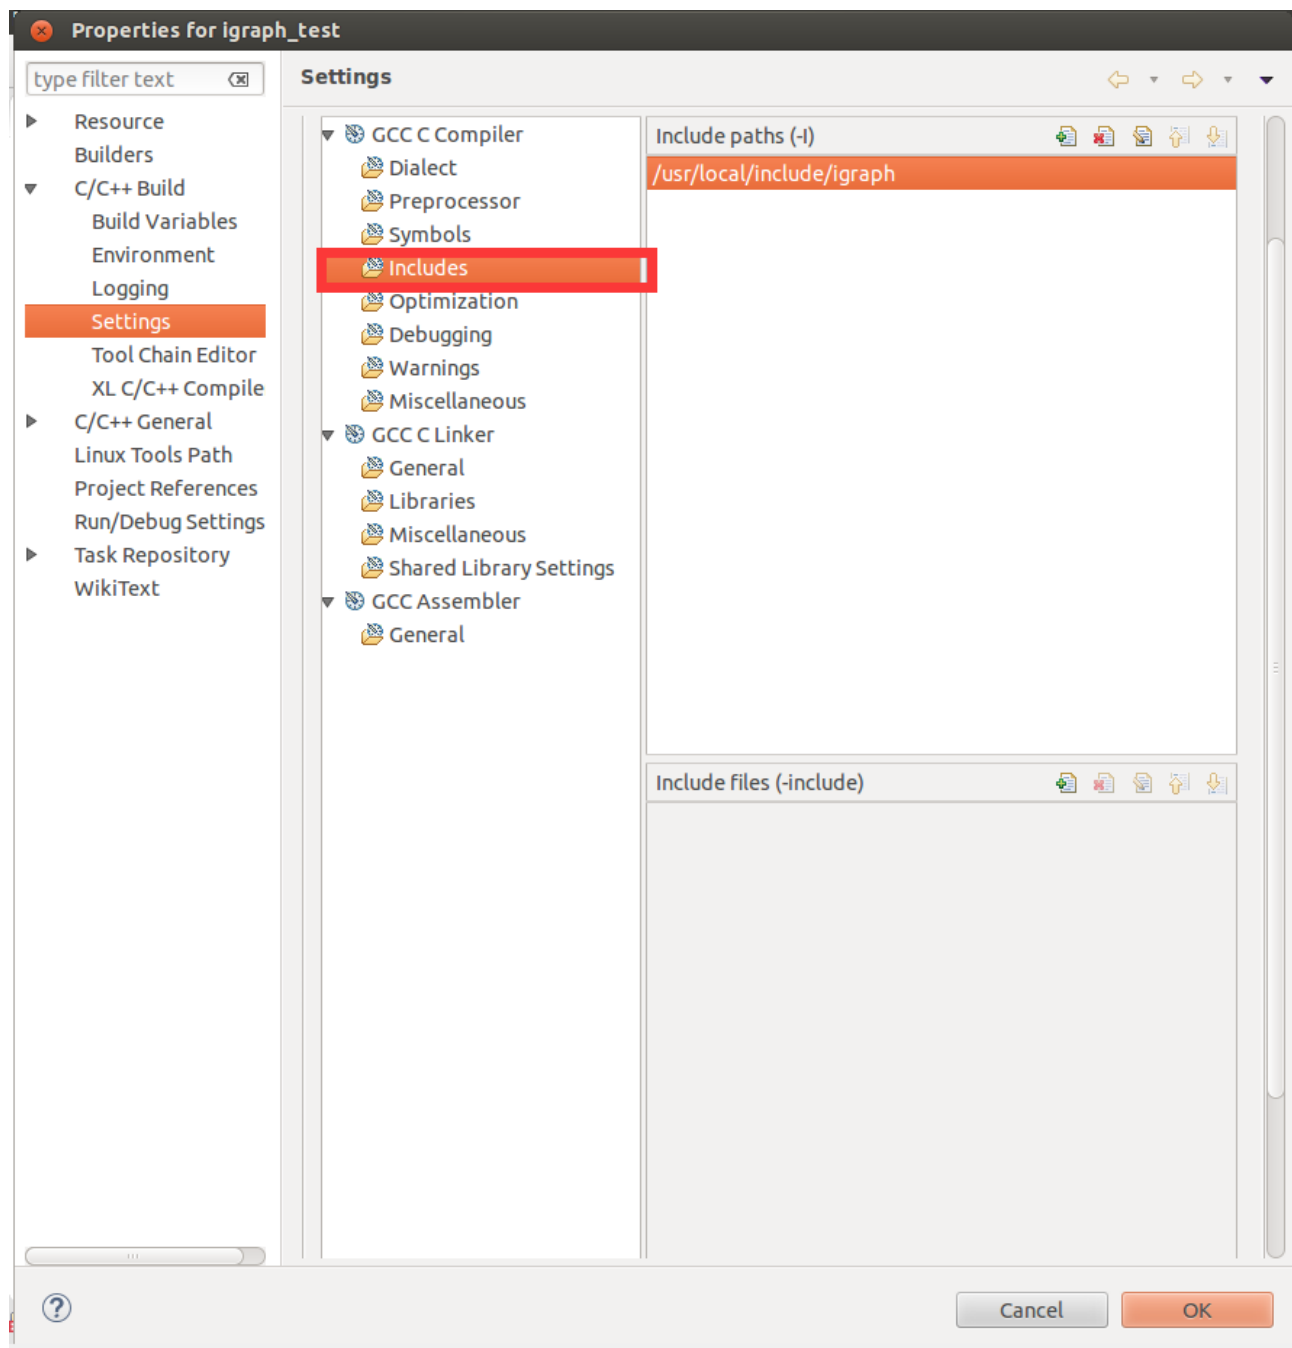 Properties for igraph_test
type filter text
Settings
Resource
Builders
C/C++ Build
Build Variables
Environment
Logging
Settings
Tool Chain Editor
XL C/C++ Compile
C/C++ General
Linux Tools Path
Project References
Run/Debug Settings
Task Repository
WikiText
GCC C Compiler
Dialect
Preprocessor
Symbols
Includes
Optimization
Debugging
Warnings
Miscellaneous
GCC C Linker
General
Libraries
Miscellaneous
Shared Library Settings
GCC Assembler
General
Include paths (-I)
/usr/local/include/igraph
Include files (-include)
Cancel
OK